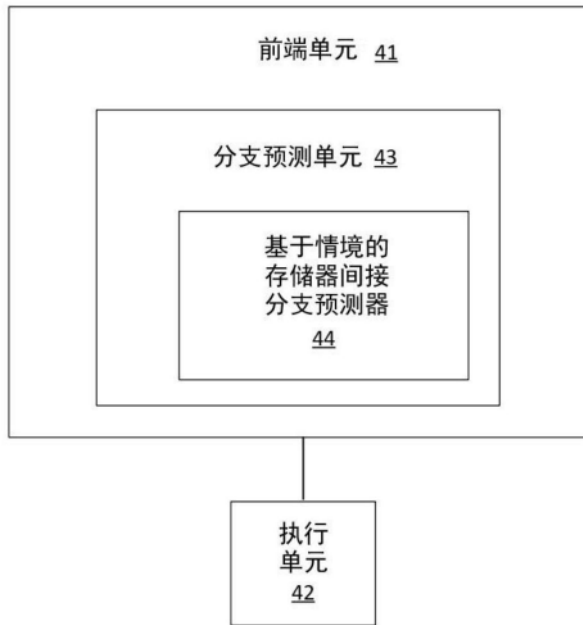 前端单元 41
分支预测单元 43
基于情境的
存储器间接
分支预测器
44
执行
单元
42